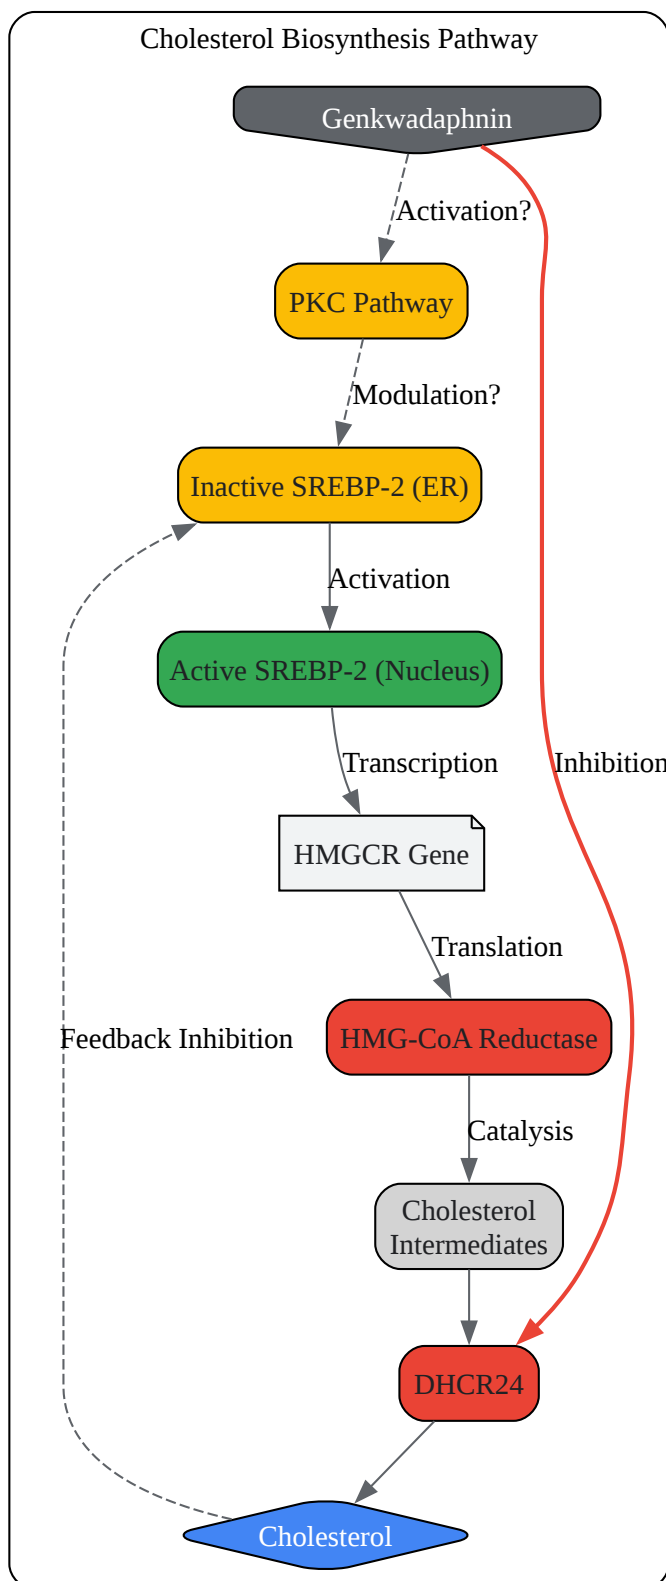 Cholesterol Biosynthesis Pathway
Genkwadaphnin
Activation?
PKC Pathway
Modulation?
Inactive SREBP-2 (ER)
Activation
Active SREBP-2 (Nucleus)
Transcription
Inhibition
HMGCR Gene
Translation
Feedback Inhibition
HMG-CoA Reductase
Catalysis
Cholesterol
Intermediates
DHCR24
Cholesterol